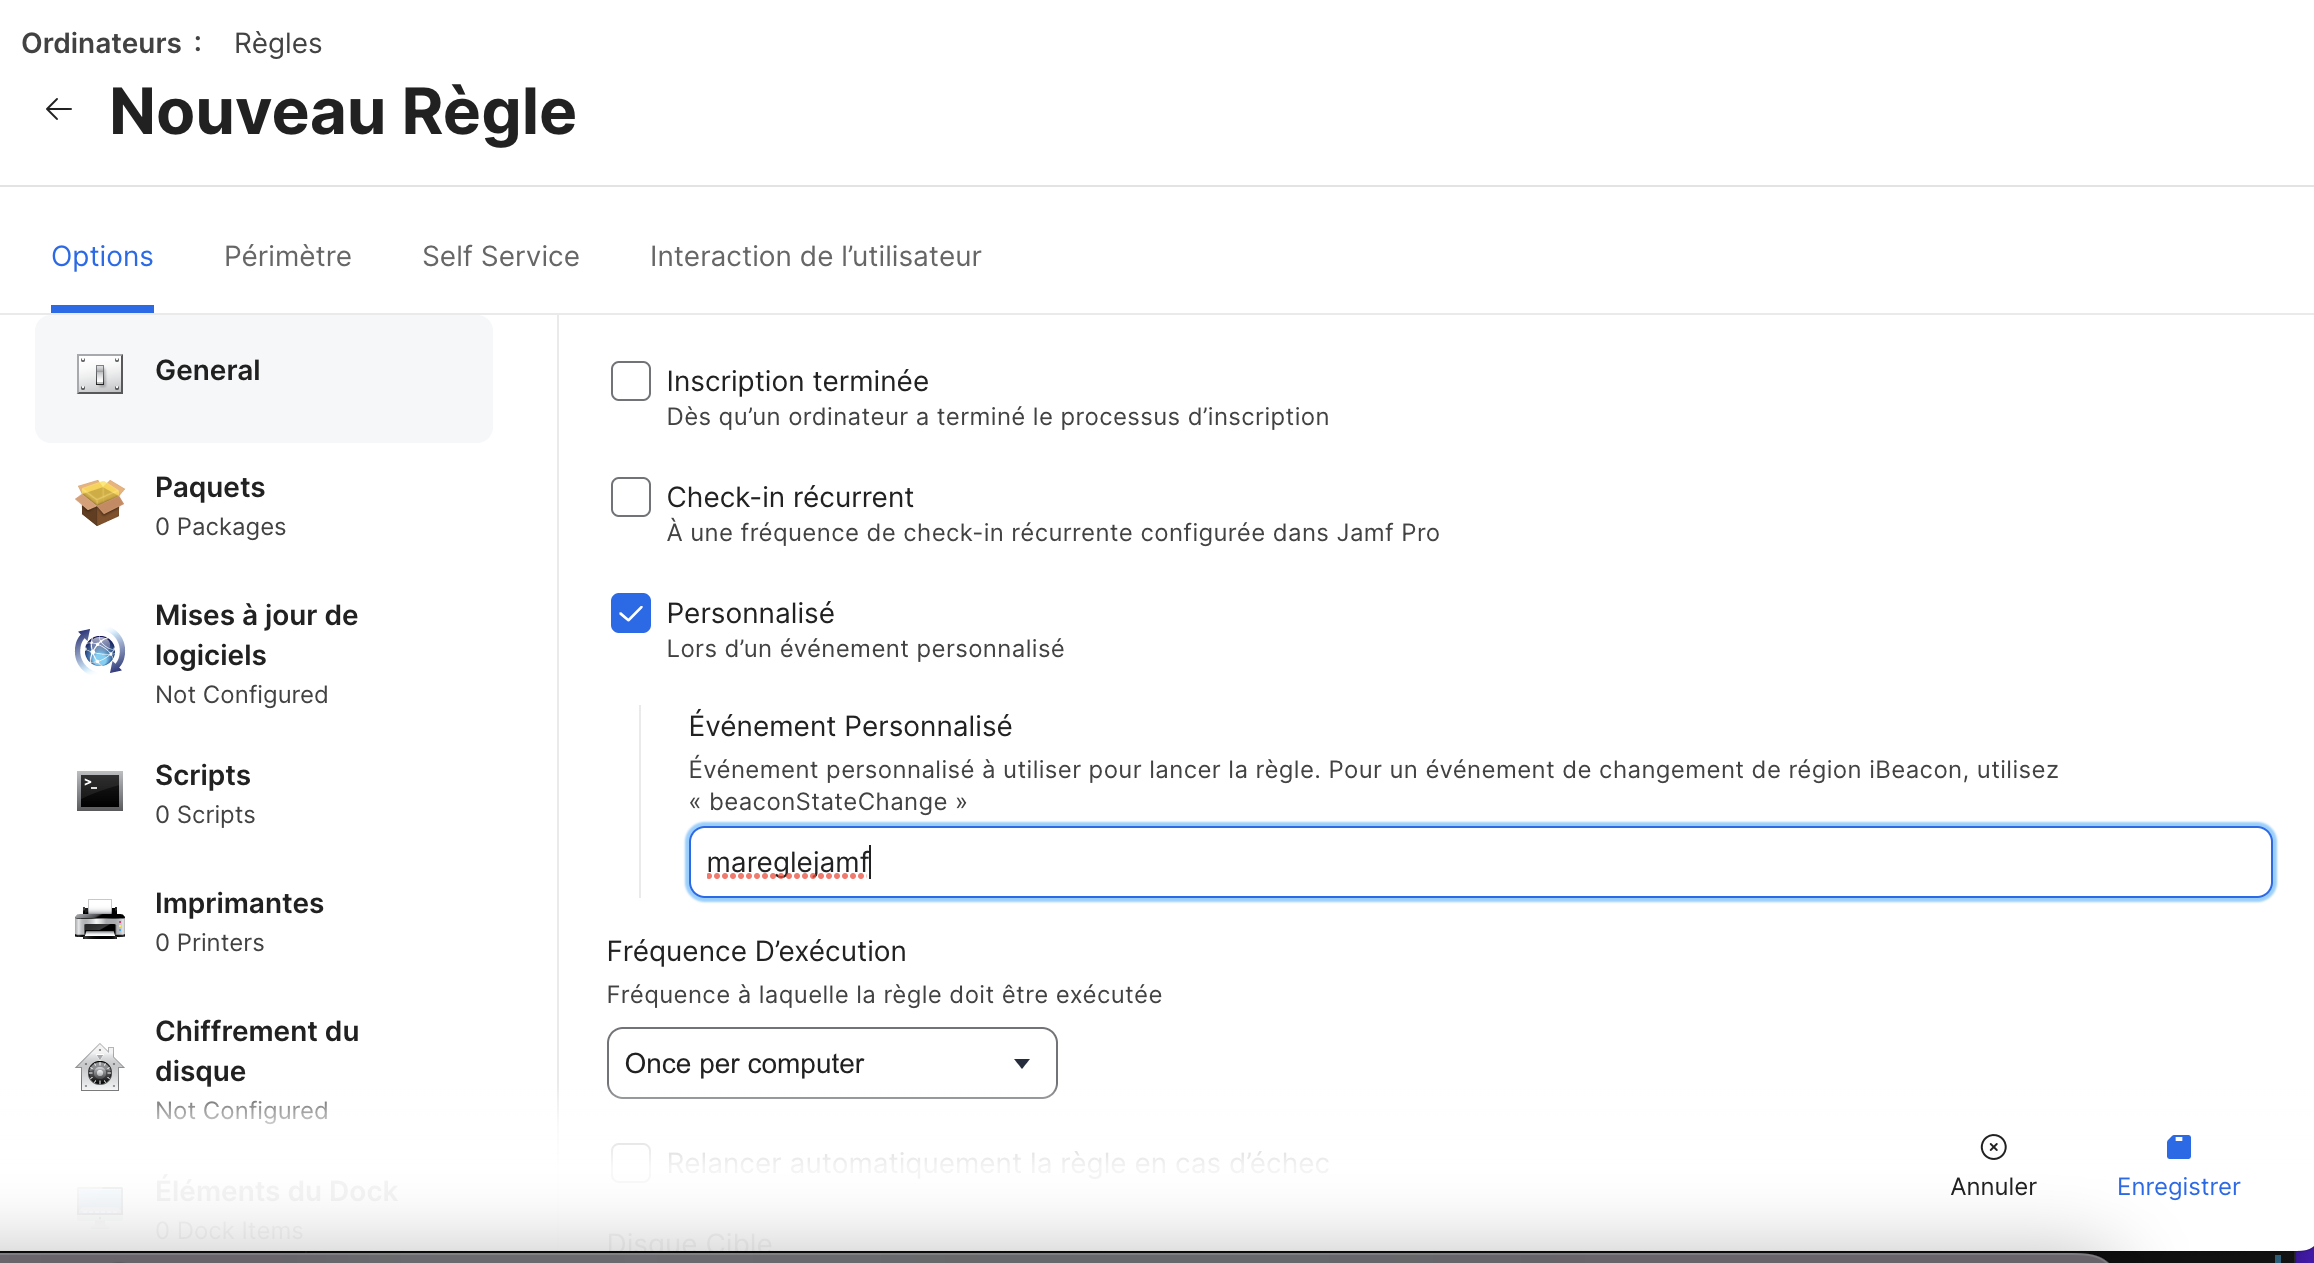 Ordinateurs : Règles
Nouveau Règle
Options Périmètre Self Service Interaction de l’utilisateur
General
Paquets
0 Packages
Mises à jour de
logiciels
Not Configured
Scripts
0 Scripts
Imprimantes
0 Printers
Chiffrement du
disque
Not Configured
Éléments du Dock
0 Dock Items
Inscription terminée
Dès qu’un ordinateur a terminé le processus d’inscription
Check-in récurrent
À une fréquence de check-in récurrente configurée dans Jamf Pro
Personnalisé
Lors d’un événement personnalisé
Événement Personnalisé
Événement personnalisé à utiliser pour lancer la règle. Pour un événement de changement de région iBeacon, utilisez
« beaconStateChange »
mareglejamf
Fréquence D’exécution
Fréquence à laquelle la règle doit être exécutée
Once per computer
Relancer automatiquement la règle en cas d’échec
Disque Cible
Annuler
Enregistrer